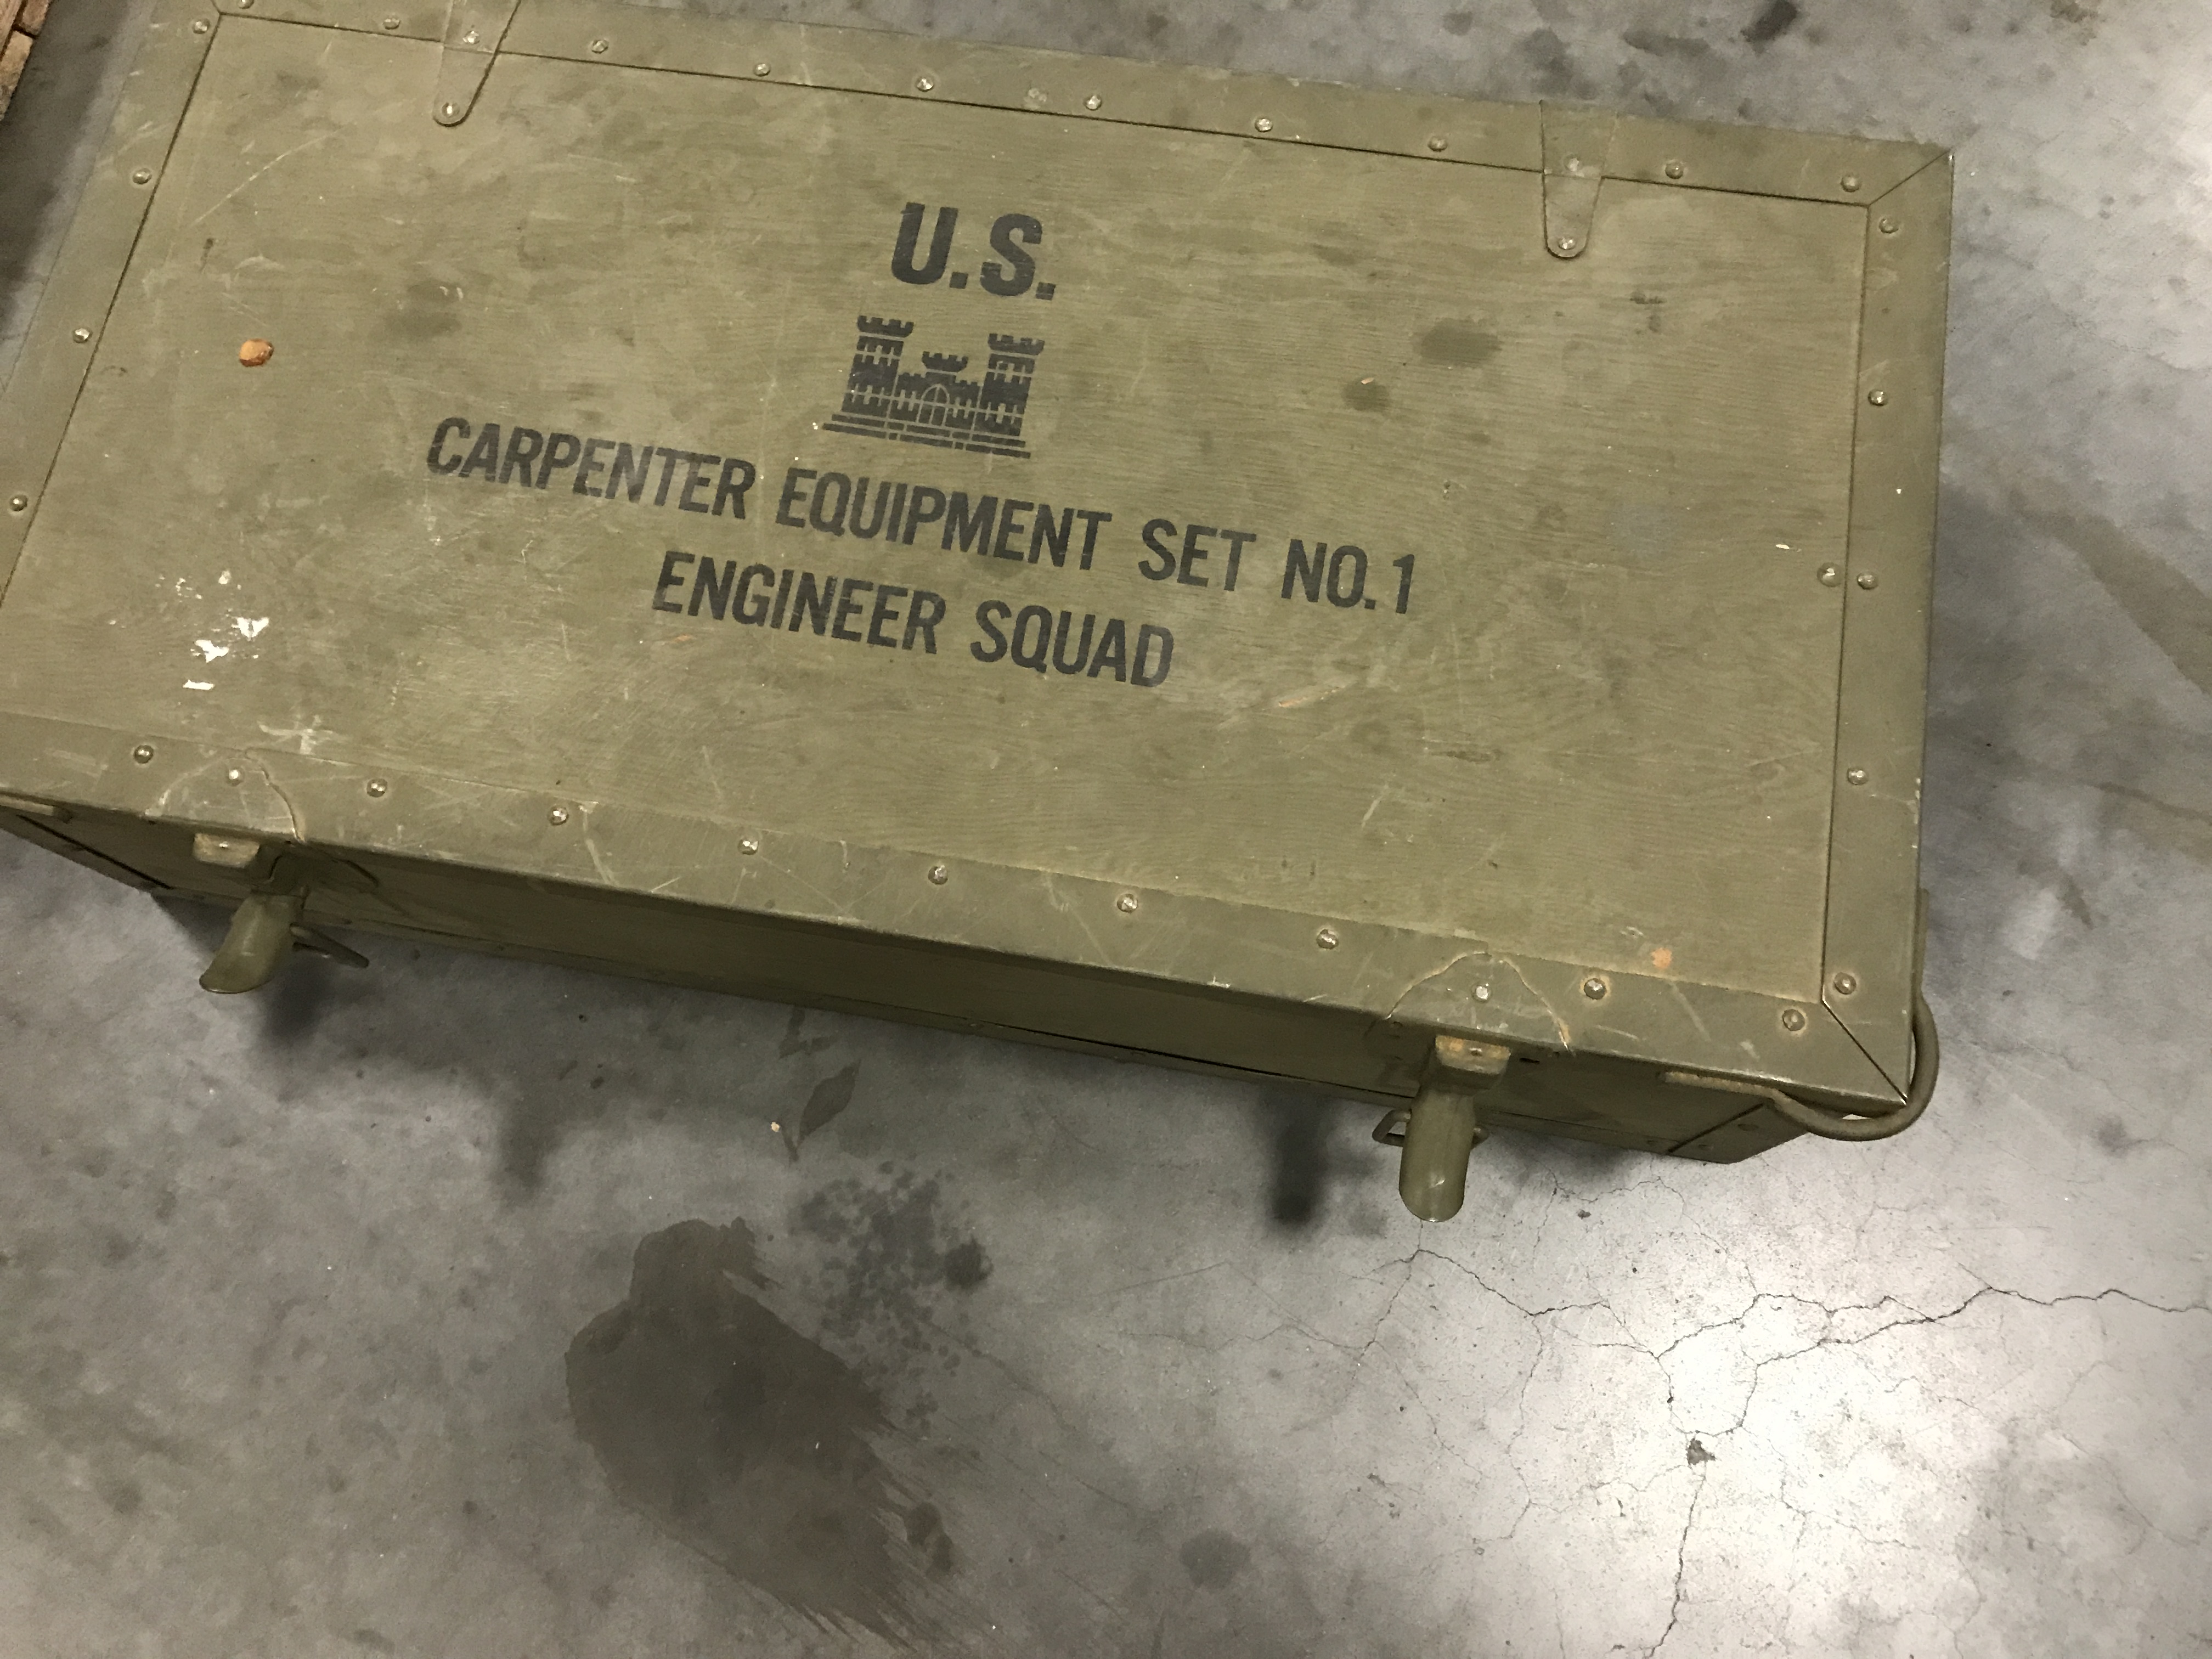 U.S.
CARPENTER EQUIPMENT SET NO.1
ENGINEER SQUAD